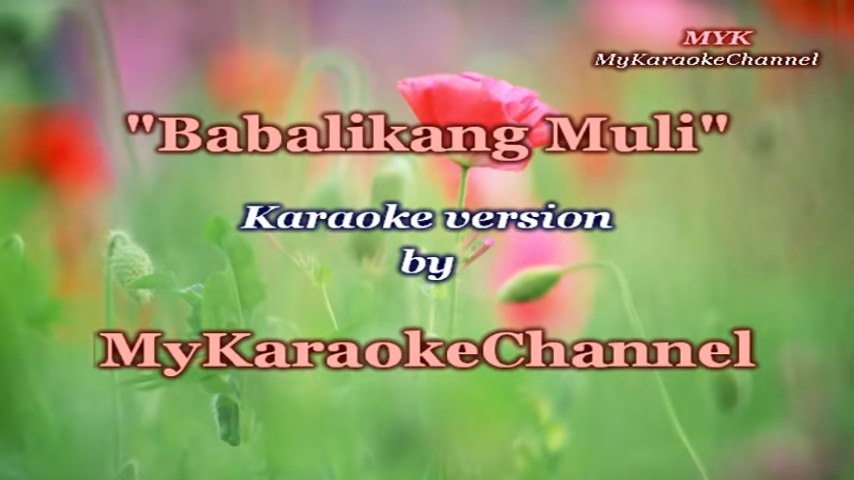 MYK
MyKaraokeChannel
"Babalikang Muli"
Karaoke version
by
MyKaraokeChannel